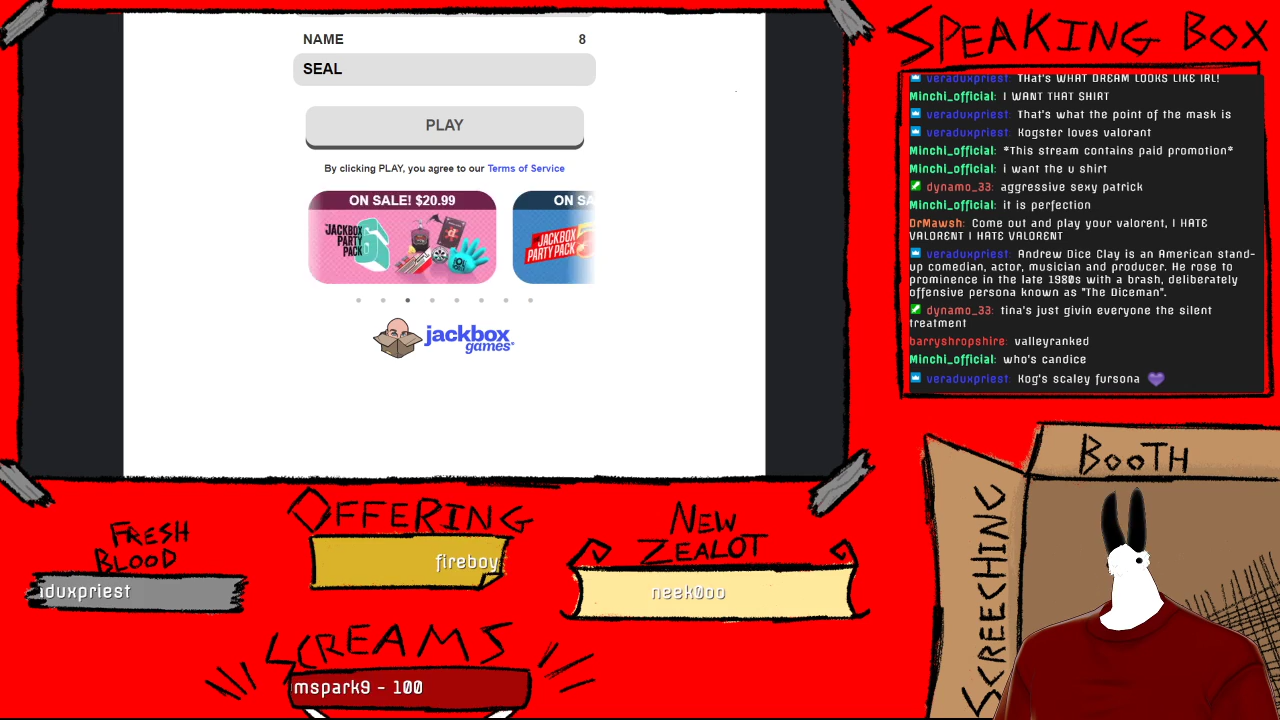 NAME 8
SEAL
PLAY
By clicking PLAY, you agree to our Terms of Service
ON SALE! $20.99
ON SA
JACKBOX
PARTY
PACK
6
JACKBOX
PARTY PACK
jackbox
games
SPEAKING BOX
veraduxpriest: THAt's WHAT DREAM LOOKS LIKE IRL!
Minchi_official: I WANT THAT SHIRT
veraduxpriest: That's what the point of the mask is
veraduxpriest: Kogster loves valorant
Minchi_official: *This stream contains paid promotion*
Minchi_official: i want the u shirt
dynamo_33: aggressive sexy patrick
Minchi_official: it is perfection
DrMawsh: Come out and play your valorent, I HATE
VALORENT I HATE VALORENT
veraduxpriest: Andrew Dice Clay is an American stand-
up comedian, actor, musician and producer. He rose to
prominence in the late 1980s with a brash, deliberately
offensive persona known as "The Diceman".
dynamo_33: tina's just givin everyone the silent
treatment
barryshropshire: valleyranked
Minchi_official: who's candice
veraduxpriest: Kog's scaley fursona
FRESH
BLOOD
duxpriest
OFFERING
fireboy
NEW
ZEALOT
neek0oo
SCREAMS
mspark9 - 100
BOOTH
SCREECHING